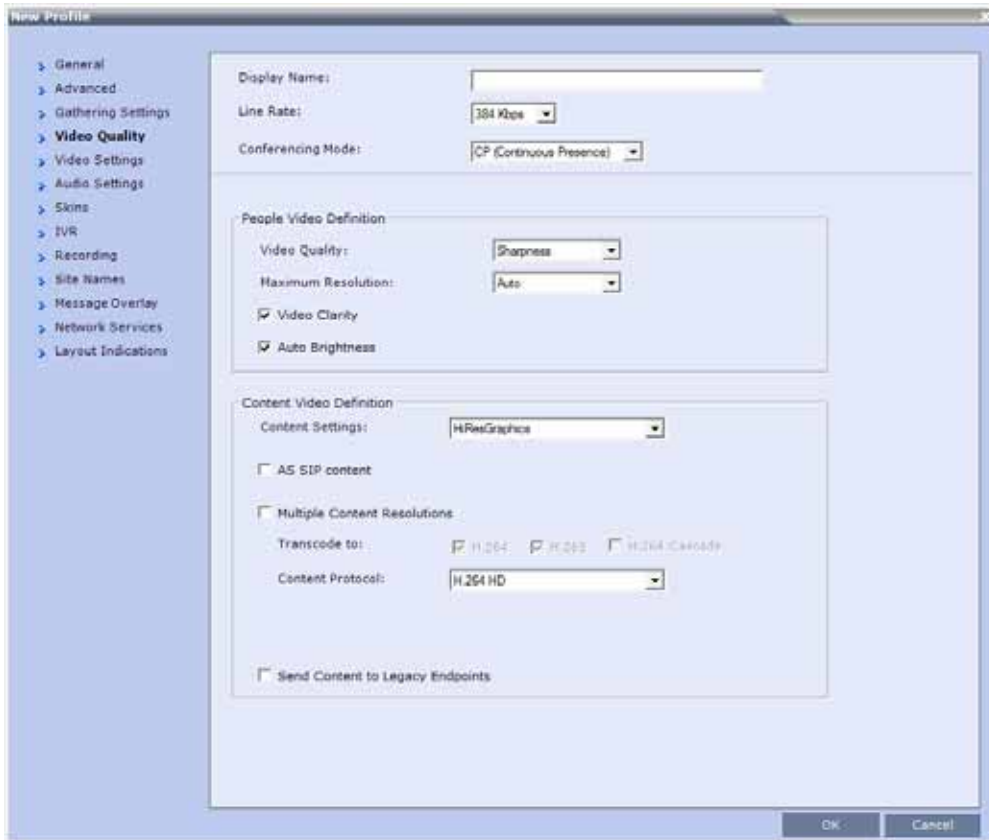 New Profile
General
Advanced
Gathering Settings
Video Quality
Video Settings
Audio Settings
Skins
IVR
Recording
Site Names
Message Overlay
Network Services
Layout Indications
Display Name:
Line Rate: 384 Kbps
Conferencing Mode: CP (Continuous Presence)
People Video Definition
Video Quality: Sharpness
Maximum Resolution: Auto
Video Clarity
Auto Brightness
Content Video Definition
Content Settings: HiResGraphics
AS SIP content
Multiple Content Resolutions
Transcode to: H.264 H.263 H.264 Cascade
Content Protocol: H.264 HD
Send Content to Legacy Endpoints
OK Cancel